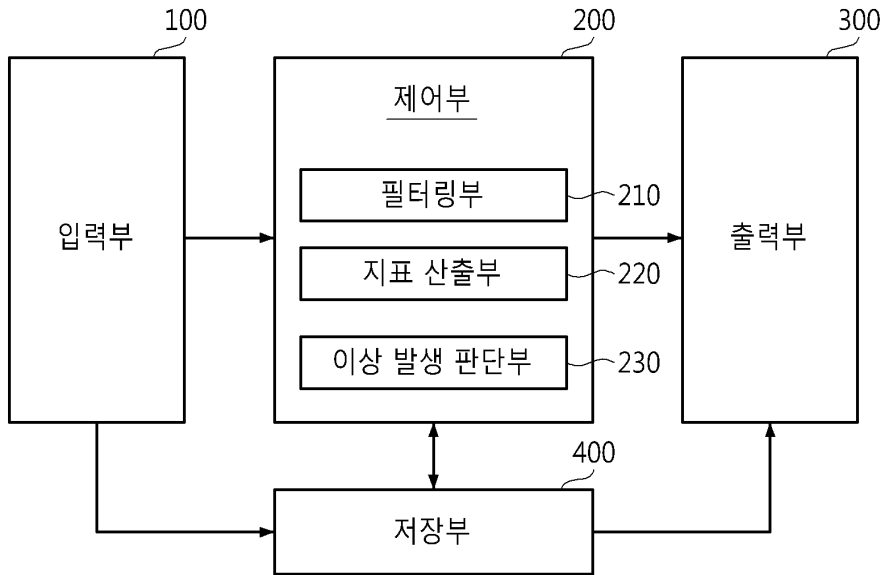 100
200
300
제어부
필터링부
210
입력부
출력부
지표 산출부
220
이상 발생 판단부
230
400
저장부